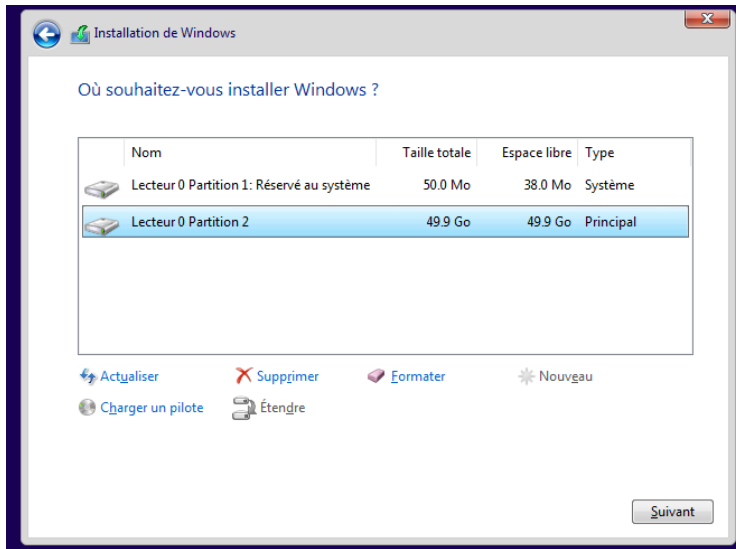 Installation de Windows
Où souhaitez-vous installer Windows ?
Nom Taille totale Espace libre Type
Lecteur 0 Partition 1: Réservé au système 50.0 Mo 38.0 Mo Système
Lecteur 0 Partition 2 49.9 Go 49.9 Go Principal
Actualiser Supprimer Formater Nouveau
Charger un pilote Étendre
Suivant